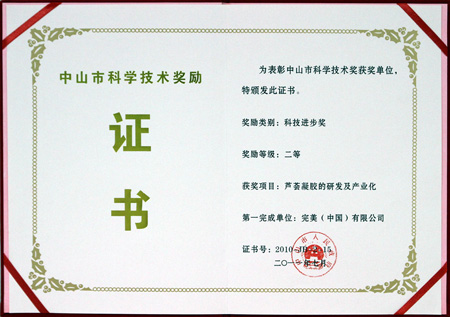 中山市科学技术奖励
证
书
为表彰中山市科学技术奖获奖单位，
特颁发此证书。
奖励类别：科技进步奖
奖励等级：二等
获奖项目：芦荟凝胶的研发及产业化
第一完成单位：完美（中国）有限公司
证书号：2010-JB-2-15
二〇一一年七月